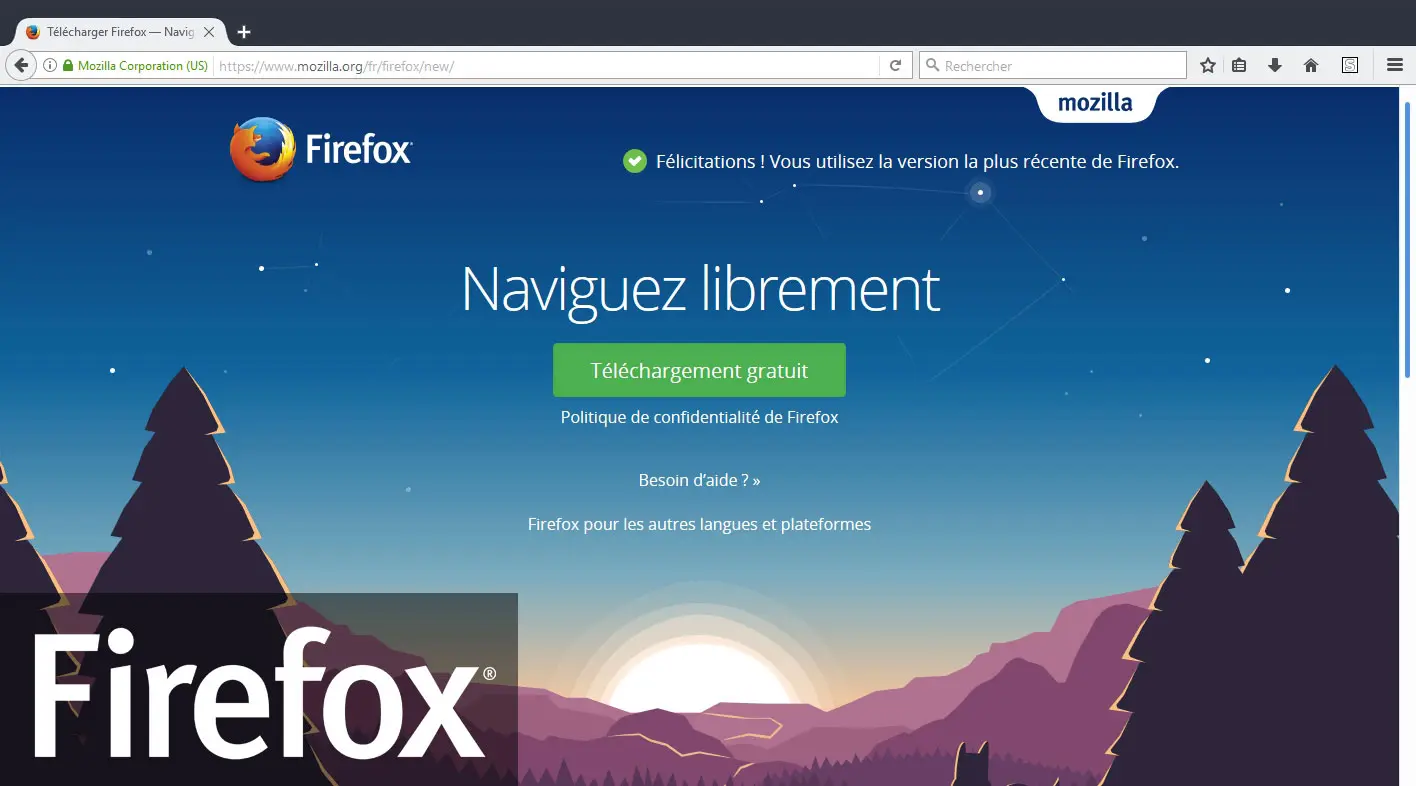 Télécharger Firefox — Navig
Mozilla Corporation (US)
https://www.mozilla.org/fr/firefox/new/
Rechercher
S
mozilla
Firefox
Félicitations ! Vous utilisez la version la plus récente de Firefox.
Naviguez librement
Téléchargement gratuit
Politique de confidentialité de Firefox
Besoin d’aide ? »
Firefox pour les autres langues et plateformes
Firefox®